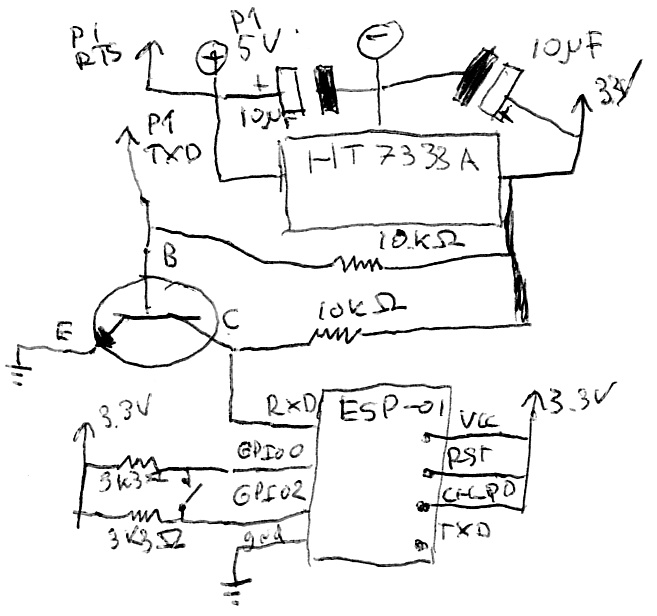 P1
RTS
P1
5V.
+
−
10µF
+
10µF
+
3V
P1
TXD
HT7333A
10kΩ
B
10kΩ
E
C
RXD
ESP-01
3.3V
3.3V
VCC
GPIO0
RST
3K3Ω
GPIO2
CH_PD
3K3Ω
gnd
TXD